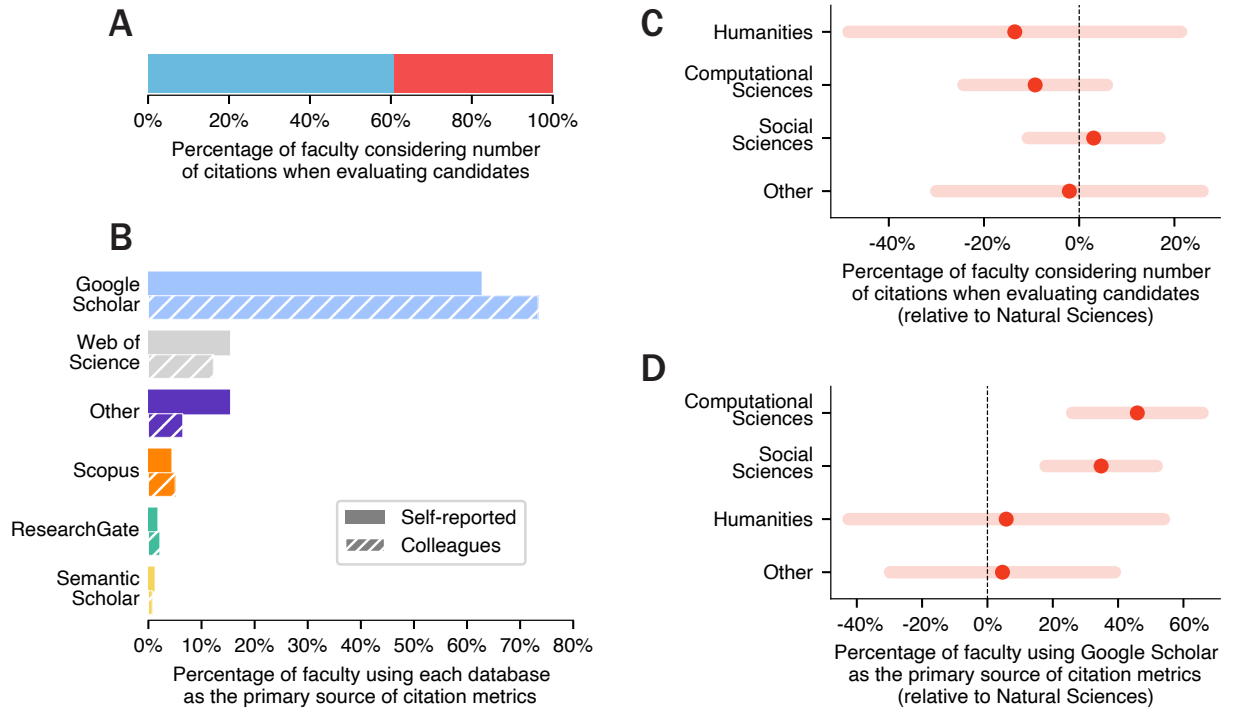 A
0%
20%
40%
60%
80%
100%
Percentage of faculty considering number
of citations when evaluating candidates
B
Google
Scholar
Web of
Science
Other
Scopus
ResearchGate
Semantic
Scholar
Self-reported
Colleagues
0%
10%
20%
30%
40%
50%
60%
70%
80%
Percentage of faculty using each database
as the primary source of citation metrics
C
Humanities
Computational
Sciences
Social
Sciences
Other
-40%
-20%
0%
20%
Percentage of faculty considering number
of citations when evaluating candidates
(relative to Natural Sciences)
D
Computational
Sciences
Social
Sciences
Humanities
Other
-40%
-20%
0%
20%
40%
60%
Percentage of faculty using Google Scholar
as the primary source of citation metrics
(relative to Natural Sciences)